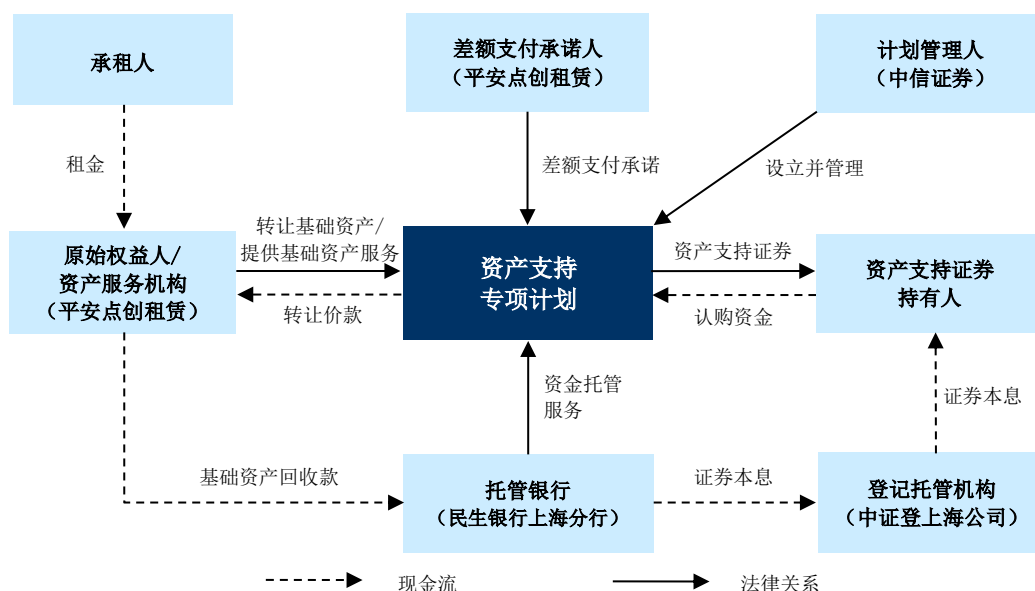 承租人
差额支付承诺人
（平安点创租赁）
计划管理人
（中信证券）
租金
差额支付承诺
设立并管理
原始权益人/
资产服务机构
（平安点创租赁）
转让基础资产/
提供基础资产服务
转让价款
资产支持
专项计划
资产支持证券
认购资金
资产支持证券
持有人
资金托管
服务
证券本息
基础资产回收款
托管银行
（民生银行上海分行）
证券本息
登记托管机构
（中证登上海公司）
现金流
法律关系